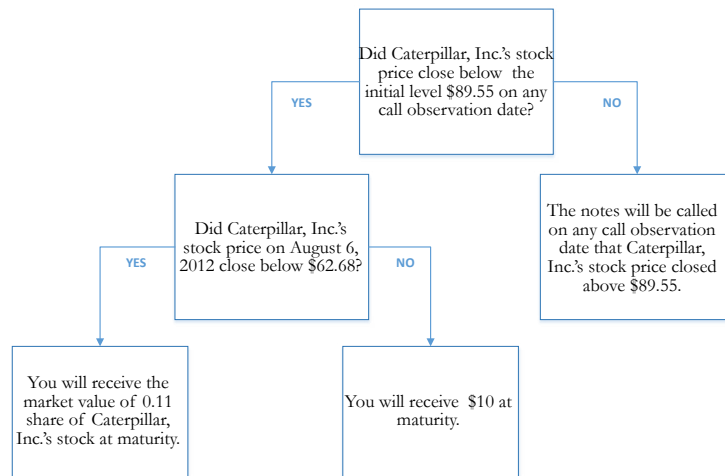 Did Caterpillar, Inc.'s stock
price close below the
initial level $89.55 on any
call observation date?
YES
NO
Did Caterpillar, Inc.'s
stock price on August 6,
2012 close below $62.68?
The notes will be called
on any call observation
date that Caterpillar,
Inc.'s stock price closed
above $89.55.
YES
NO
You will receive the
market value of 0.11
share of Caterpillar,
Inc.'s stock at maturity.
You will receive $10 at
maturity.